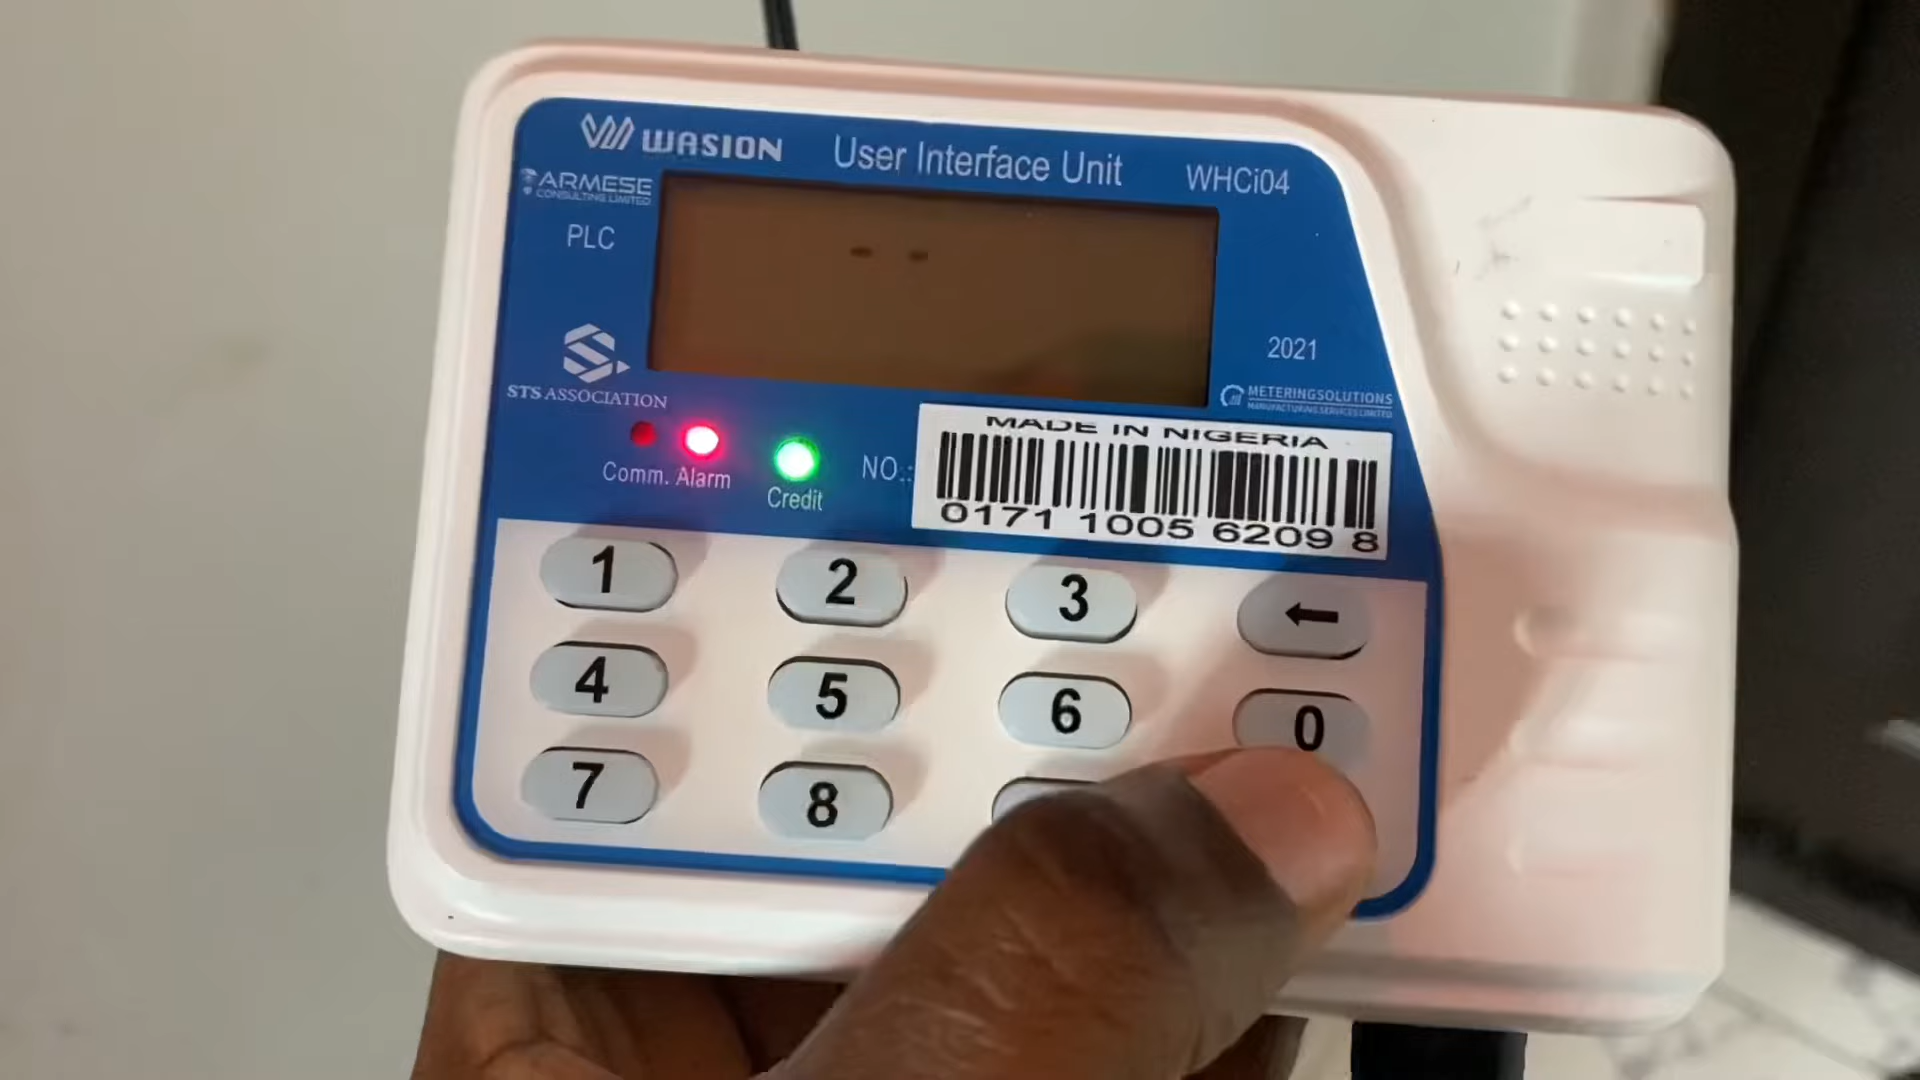 WASION
User Interface Unit
WHCi04
ARMESE
CONSULTING LIMITED
PLC
- -
2021
STS ASSOCIATION
METERINGSOLUTIONS
MANUFACTURING SERVICES LIMITED
Comm. Alarm
Credit
NO.:
MADE IN NIGERIA
0171 1005 6209 8
1 2 3 ←
4 5 6 0
7 8